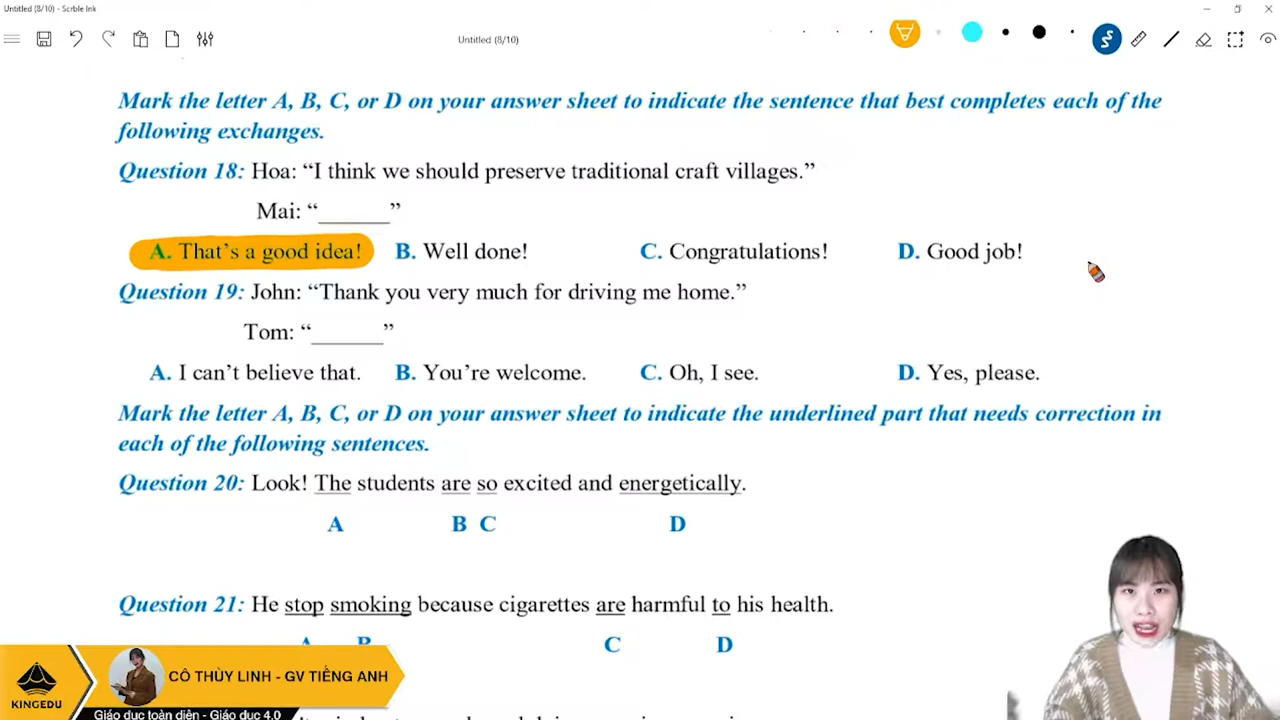 Untitled (8/10) - Scrble Ink
Untitled (8/10)
Mark the letter A, B, C, or D on your answer sheet to indicate the sentence that best completes each of the
following exchanges.
Question 18: Hoa: “I think we should preserve traditional craft villages.”
Mai: “______”
A. That’s a good idea! B. Well done! C. Congratulations! D. Good job!
Question 19: John: “Thank you very much for driving me home.”
Tom: “______”
A. I can’t believe that. B. You’re welcome. C. Oh, I see. D. Yes, please.
Mark the letter A, B, C, or D on your answer sheet to indicate the underlined part that needs correction in
each of the following sentences.
Question 20: Look! The students are so excited and energetically.
A B C D
Question 21: He stop smoking because cigarettes are harmful to his health.
A B C D
CÔ THÙY LINH - GV TIẾNG ANH
KINGEDU
Giáo dục toàn diện - Giáo dục 4.0